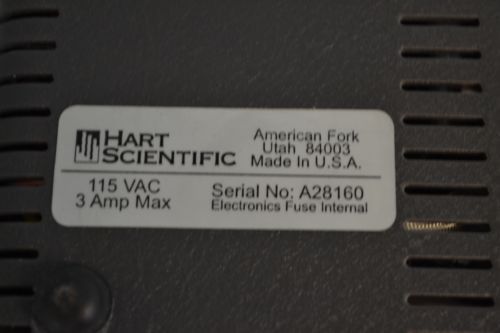 HART
SCIENTIFIC
American Fork
Utah 84003
Made In U.S.A.
115 VAC
3 Amp Max
Serial No: A28160
Electronics Fuse Internal